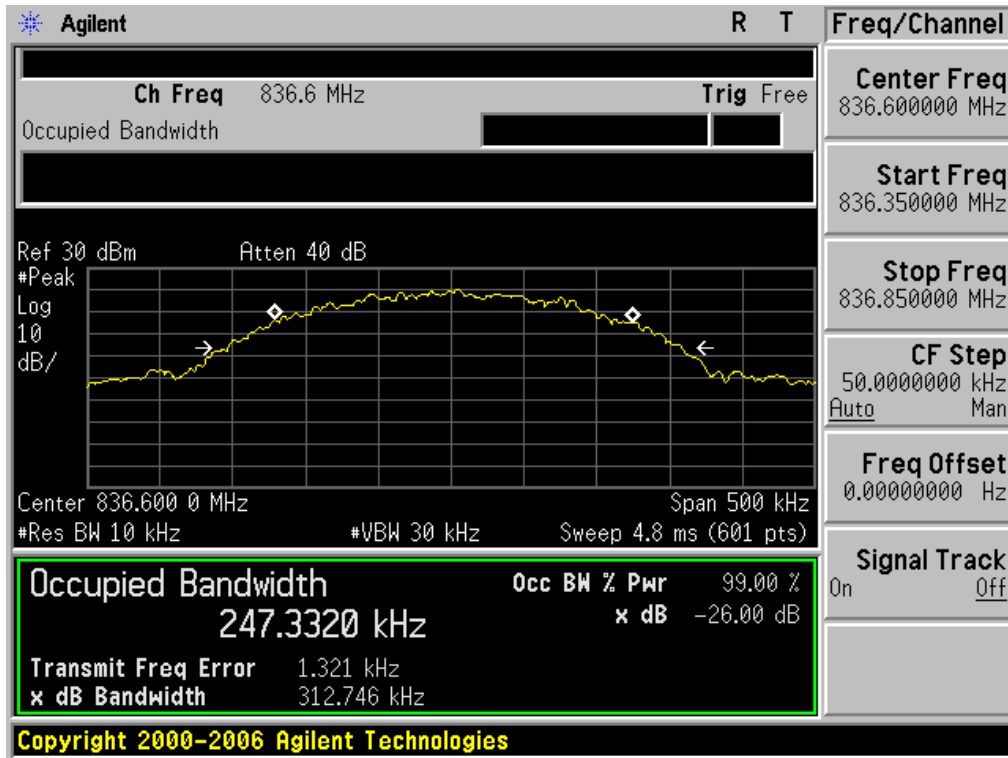 Agilent R T Freq/Channel
Ch Freq 836.6 MHz Trig Free
Occupied Bandwidth
Center Freq
836.600000 MHz
Start Freq
836.350000 MHz
Stop Freq
836.850000 MHz
CF Step
50.0000000 kHz
Auto Man
Freq Offset
0.00000000 Hz
Signal Track
On Off
Ref 30 dBm Atten 40 dB
#Peak
Log
10
dB/
Center 836.600 0 MHz Span 500 kHz
#Res BW 10 kHz #VBW 30 kHz Sweep 4.8 ms (601 pts)
Occupied Bandwidth Occ BW % Pwr 99.00 %
247.3320 kHz x dB -26.00 dB
Transmit Freq Error 1.321 kHz
x dB Bandwidth 312.746 kHz
Copyright 2000-2006 Agilent Technologies